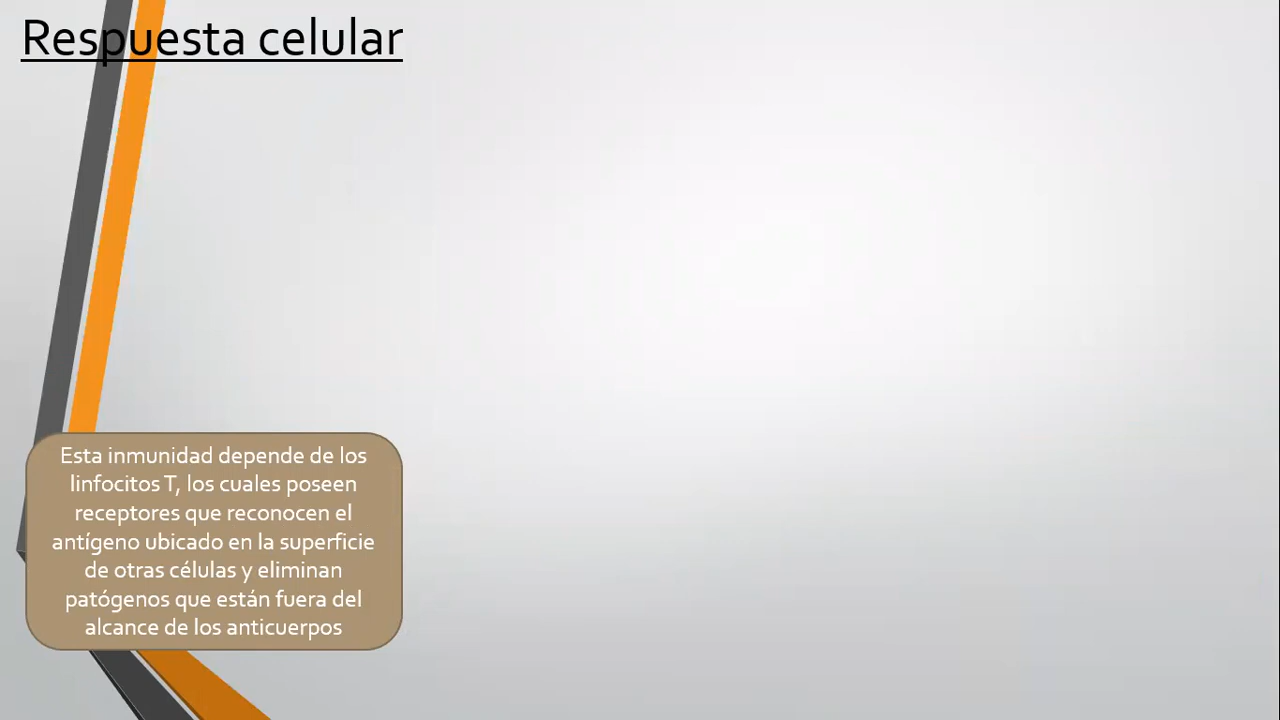 Respuesta celular
Esta inmunidad depende de los
linfocitos T, los cuales poseen
receptores que reconocen el
antígeno ubicado en la superficie
de otras células y eliminan
patógenos que están fuera del
alcance de los anticuerpos